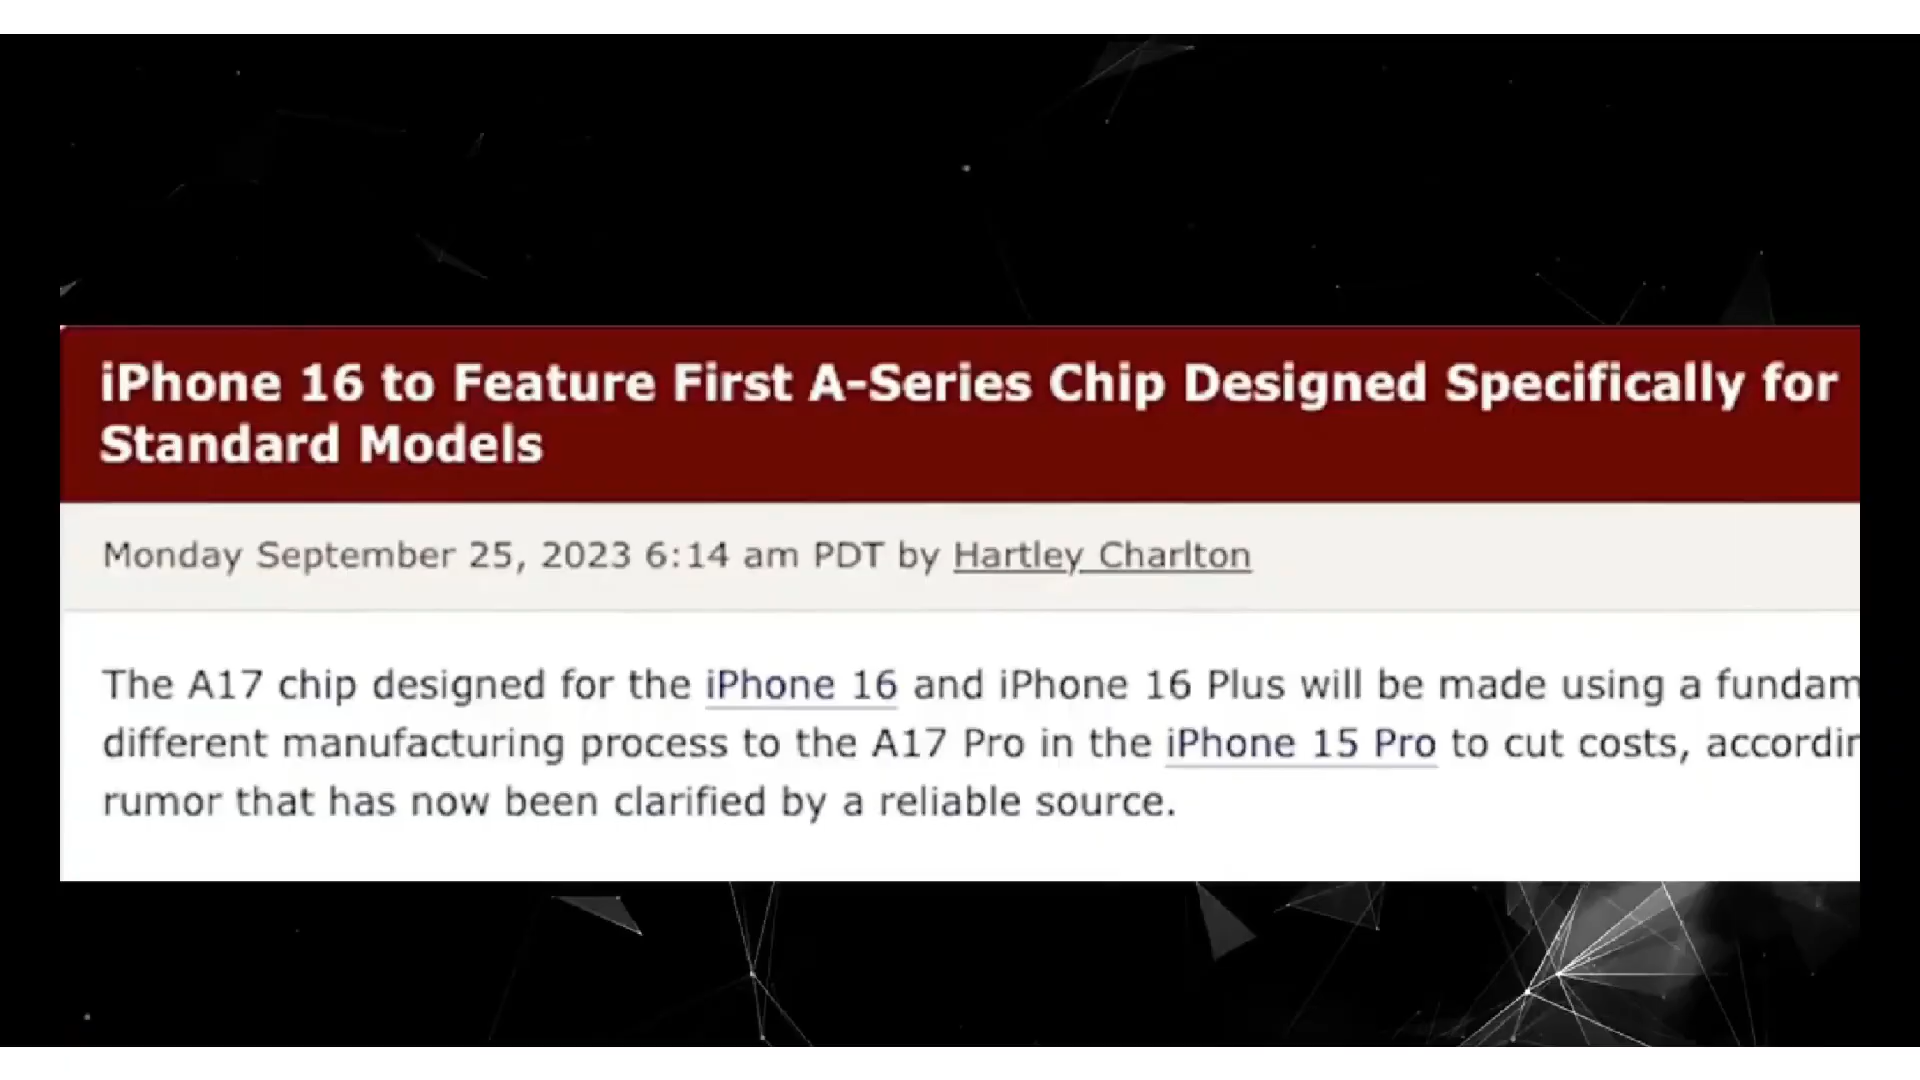 iPhone 16 to Feature First A-Series Chip Designed Specifically for
Standard Models
Monday September 25, 2023 6:14 am PDT by Hartley Charlton
The A17 chip designed for the iPhone 16 and iPhone 16 Plus will be made using a fundam
different manufacturing process to the A17 Pro in the iPhone 15 Pro to cut costs, accordin
rumor that has now been clarified by a reliable source.